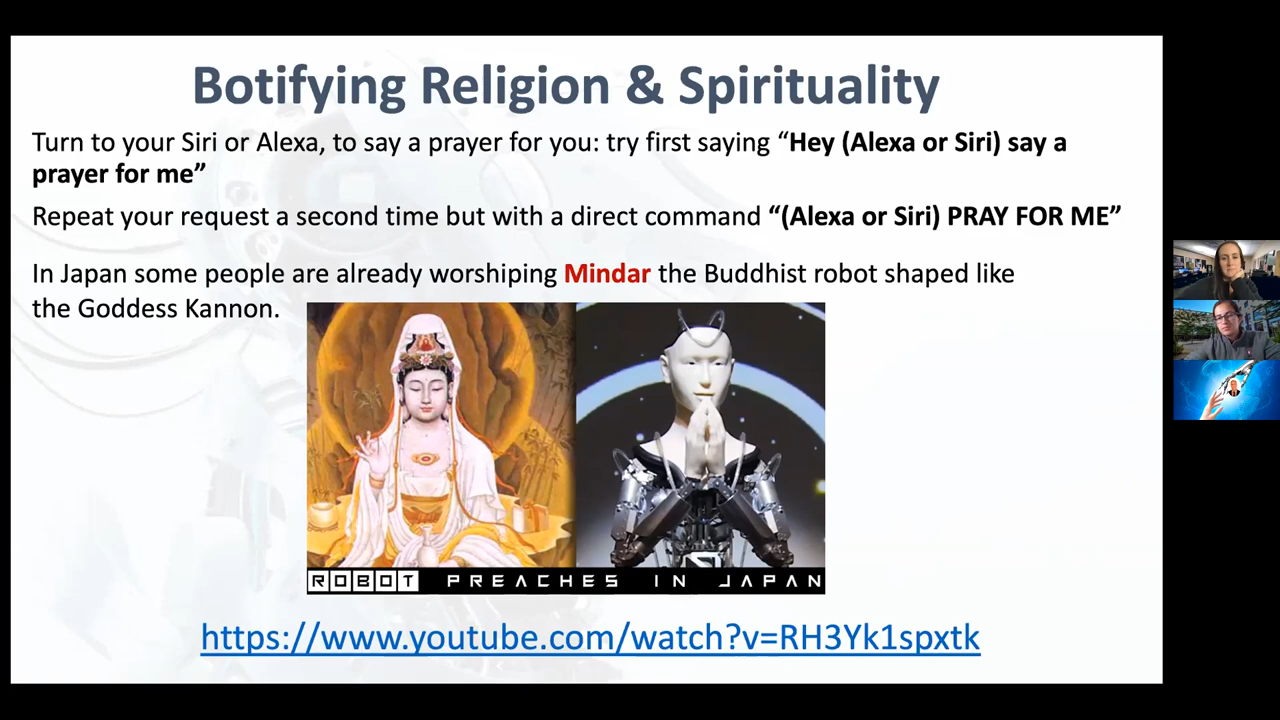 Botifying Religion & Spirituality
Turn to your Siri or Alexa, to say a prayer for you: try first saying “Hey (Alexa or Siri) say a
prayer for me”
Repeat your request a second time but with a direct command “(Alexa or Siri) PRAY FOR ME”
In Japan some people are already worshiping Mindar the Buddhist robot shaped like
the Goddess Kannon.
ROBOT PREACHES IN JAPAN
https://www.youtube.com/watch?v=RH3Yk1spxtk